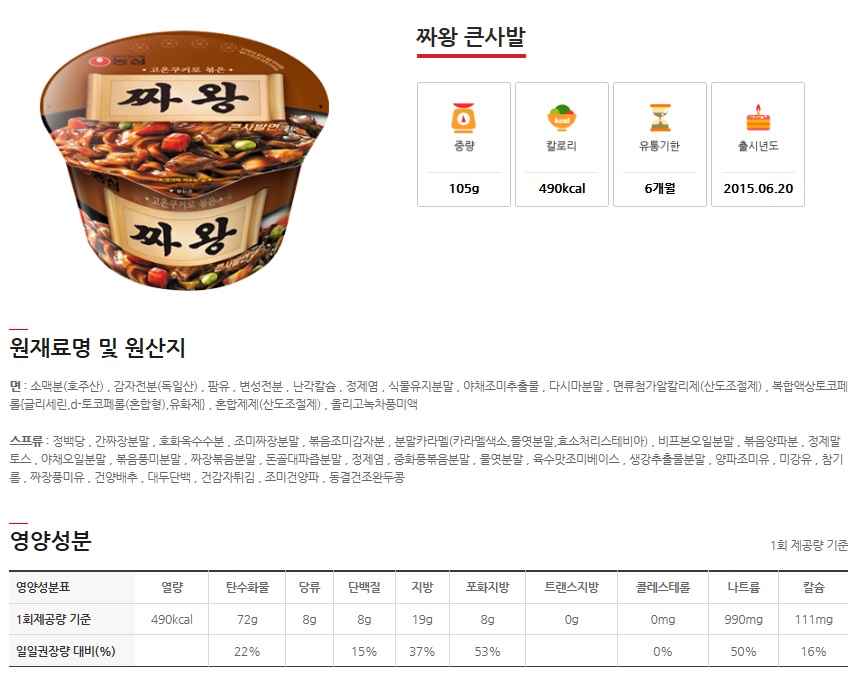 짜왕 큰사발
농심
고온쿠커로 볶은
짜왕
큰사발면
고온쿠커로 볶은
짜왕
큰사발면
중량
칼로리
유통기한
출시년도
105g
490kcal
6개월
2015.06.20
원재료명 및 원산지
면 : 소맥분(호주산) , 감자전분(독일산) , 팜유 , 변성전분 , 난각칼슘 , 정제염 , 식물유지분말 , 야채조미추출물 , 다시마분말 , 면류첨가알칼리제(산도조절제) , 복합액상토코페
롤{글리세린,d-토코페롤(혼합형),유화제} , 혼합제제(산도조절제) , 올리고녹차풍미액
스프류 : 정백당 , 간짜장분말 , 호화옥수수분 , 조미짜장분말 , 볶음조미감자분 , 분말카라멜(카라멜색소,물엿분말,효소처리스테비아) , 비프본오일분말 , 볶음양파분 , 정제말
토스 , 야채오일분말 , 볶음풍미분말 , 짜장볶음분말 , 돈골대파즙분말 , 정제염 , 중화풍볶음분말 , 물엿분말 , 육수맛조미베이스 , 생강추출물분말 , 양파조미유 , 미강유 , 참기
름 , 짜장풍미유 , 건양배추 , 대두단백 , 건감자튀김 , 조미건양파 , 동결건조완두콩
영양성분
1회 제공량 기준
영양성분표 열량 탄수화물 당류 단백질 지방 포화지방 트랜스지방 콜레스테롤 나트륨 칼슘
1회제공량 기준 490kcal 72g 8g 8g 19g 8g 0g 0mg 990mg 111mg
일일권장량 대비(%) 22% 15% 37% 53% 0% 50% 16%